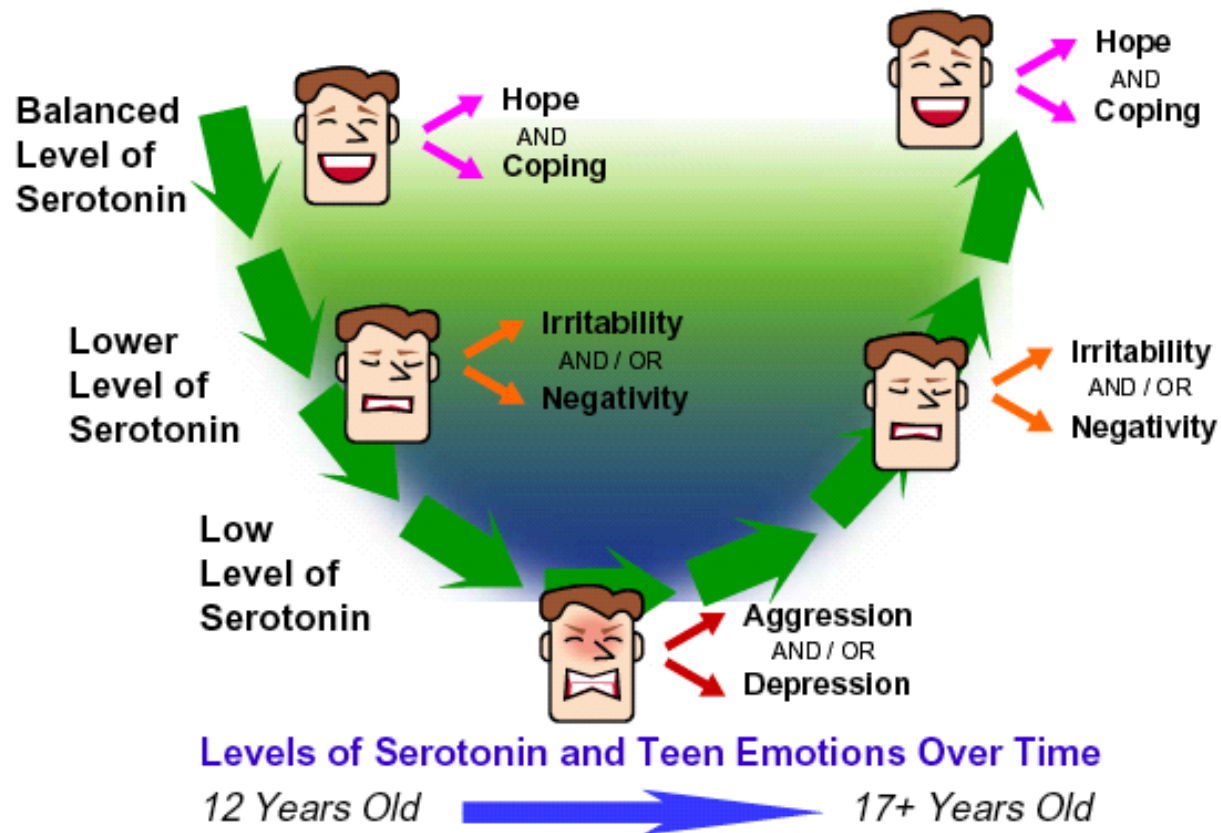 Balanced
Level of
Serotonin
Hope
AND
Coping
Hope
AND
Coping
Lower
Level of
Serotonin
Irritability
AND / OR
Negativity
Irritability
AND / OR
Negativity
Low
Level of
Serotonin
Aggression
AND / OR
Depression
Levels of Serotonin and Teen Emotions Over Time
12 Years Old
17+ Years Old